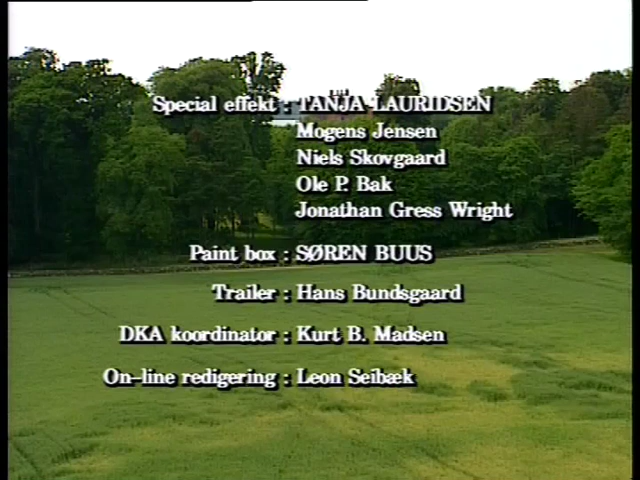 Special effekt : TANJA LAURIDSEN
Mogens Jensen
Niels Skovgaard
Ole P. Bak
Jonathan Gress Wright
Paint box : SØREN BUUS
Trailer : Hans Bundsgaard
DKA koordinator : Kurt B. Madsen
On-line redigering : Leon Seibæk